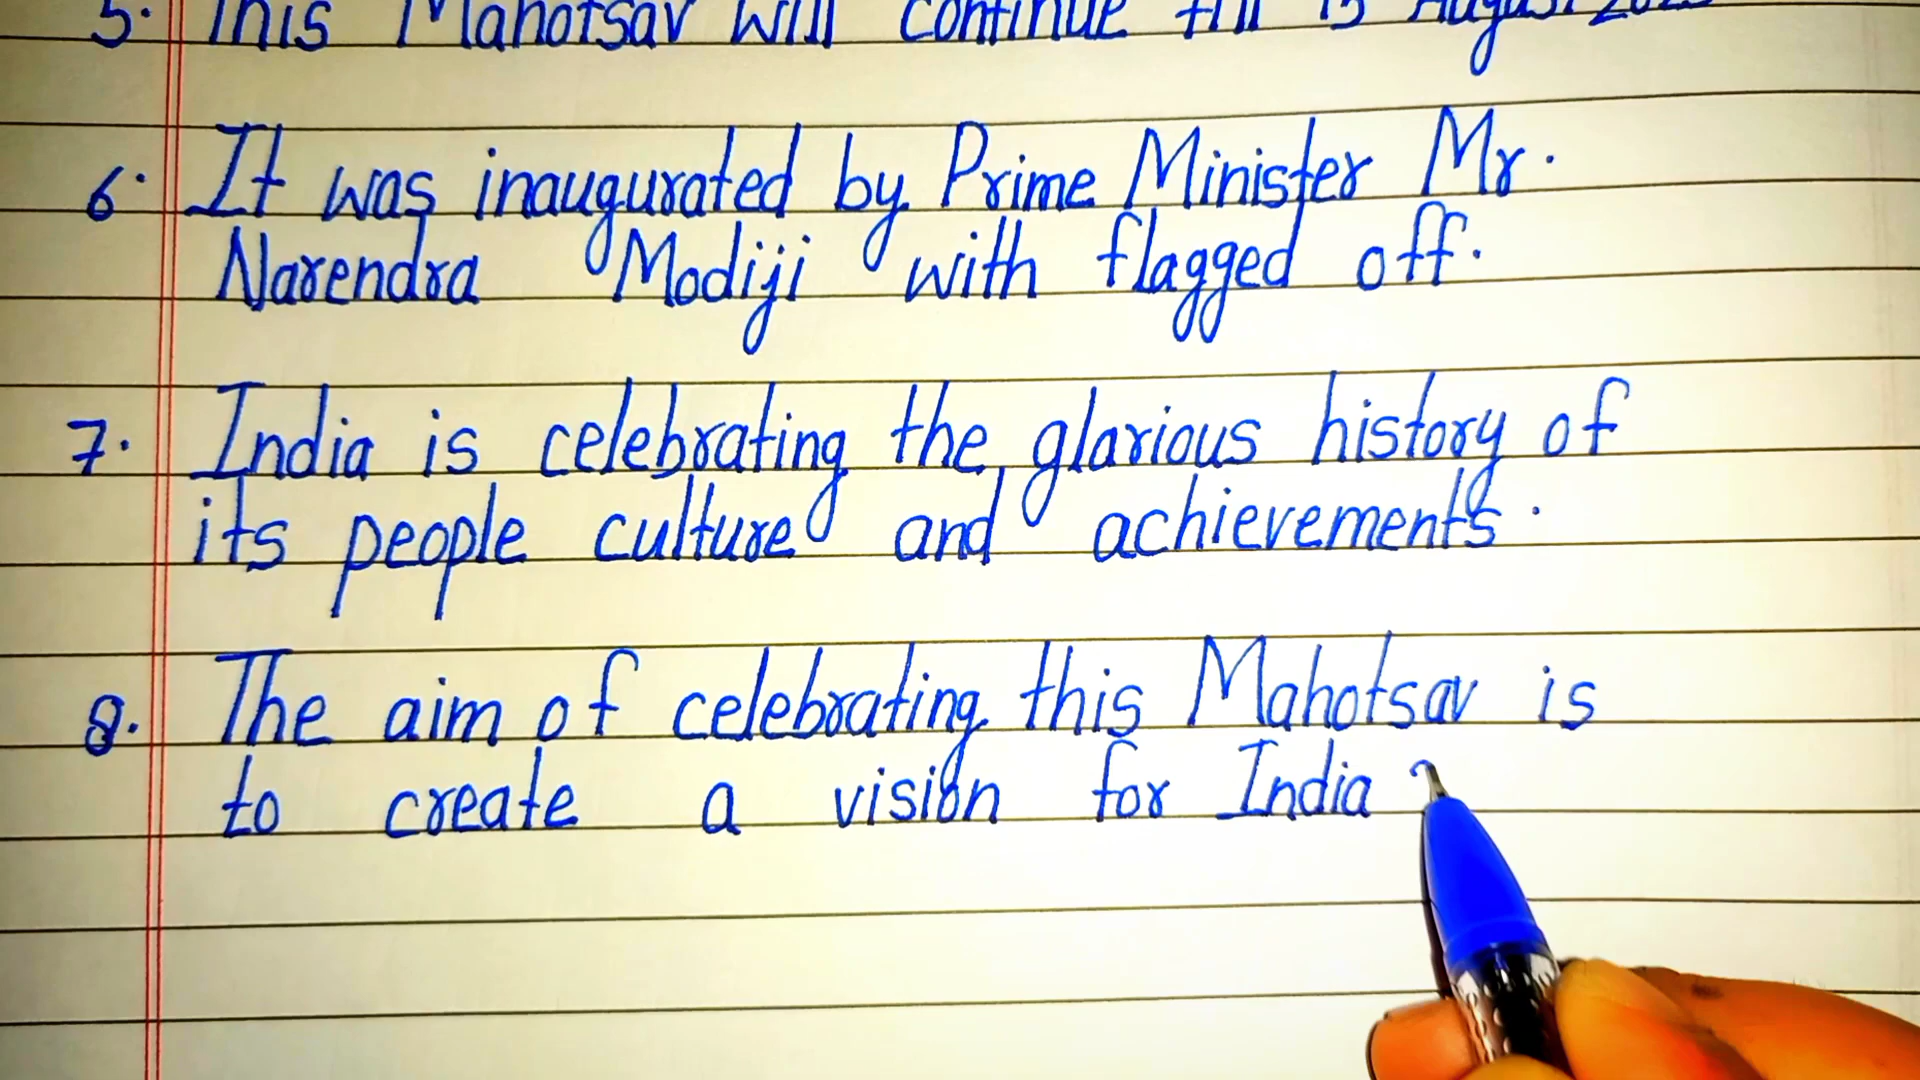 5. This Mahotsav will continue till 15 August
6. It was inaugurated by Prime Minister Mr.
Narendra Modiji with flagged off.
7. India is celebrating the glarious history of
its people culture and achievements.
8. The aim of celebrating this Mahotsav is
to create a vision for India